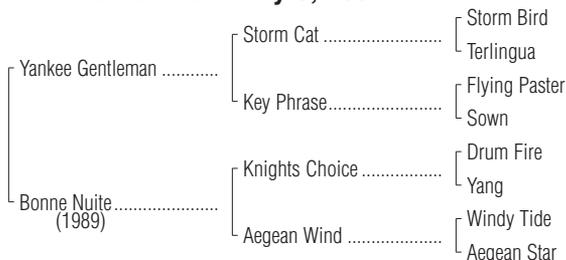 Storm Bird
Storm Cat ......................
Terlingua
Yankee Gentleman ............
Flying Paster
Key Phrase......................
Sown
Drum Fire
Knights Choice ................
Yang
Bonne Nuite....................
(1989)
Windy Tide
Aegean Wind ..................
Aegean Star